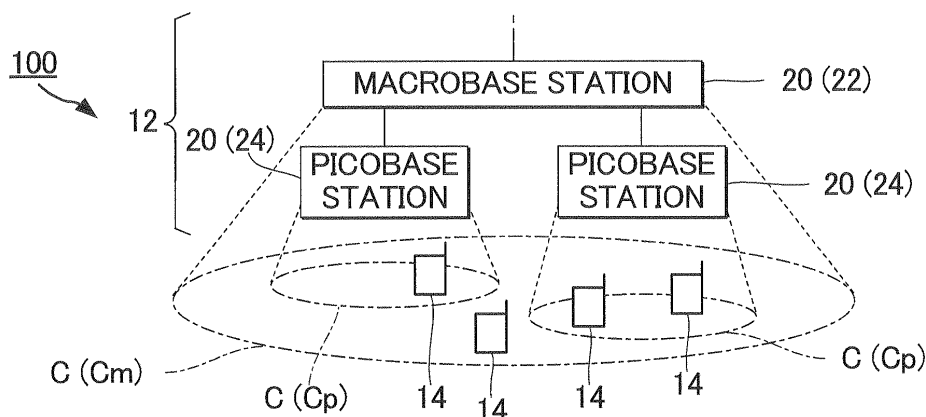 100
12
MACROBASE STATION
20 (22)
20 (24)
PICOBASE
STATION
PICOBASE
STATION
20 (24)
C (Cm)
C (Cp)
14
14
14
14
C (Cp)